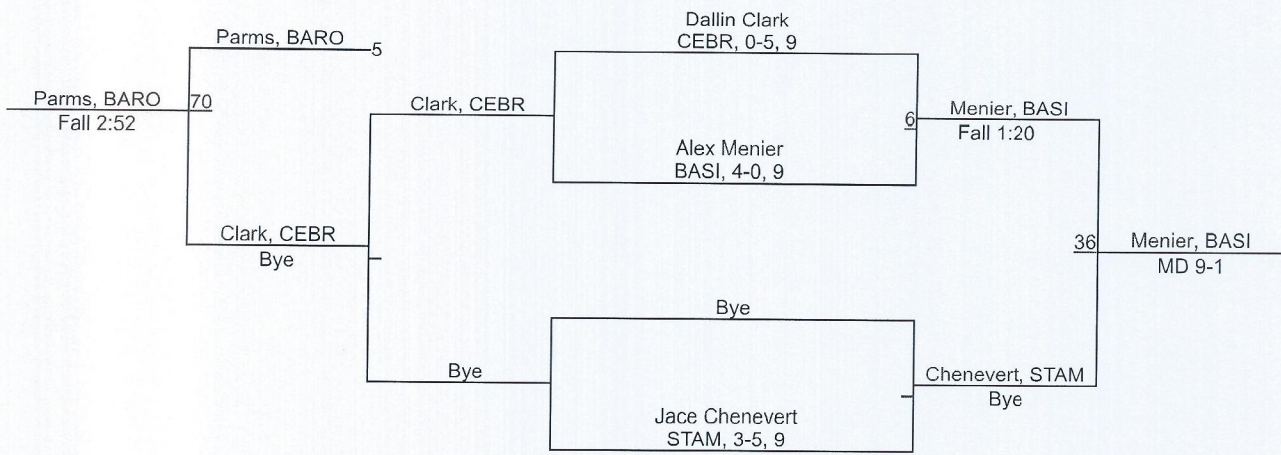 Dallin Clark
CEBR, 0-5, 9
Parms, BARO 5
Parms, BARO 70
Fall 2:52
Clark, CEBR
6 Menier, BASI
Fall 1:20
Alex Menier
BASI, 4-0, 9
Clark, CEBR
Bye
36 Menier, BASI
MD 9-1
Bye
Bye
Chenevert, STAM
Bye
Jace Chenevert
STAM, 3-5, 9